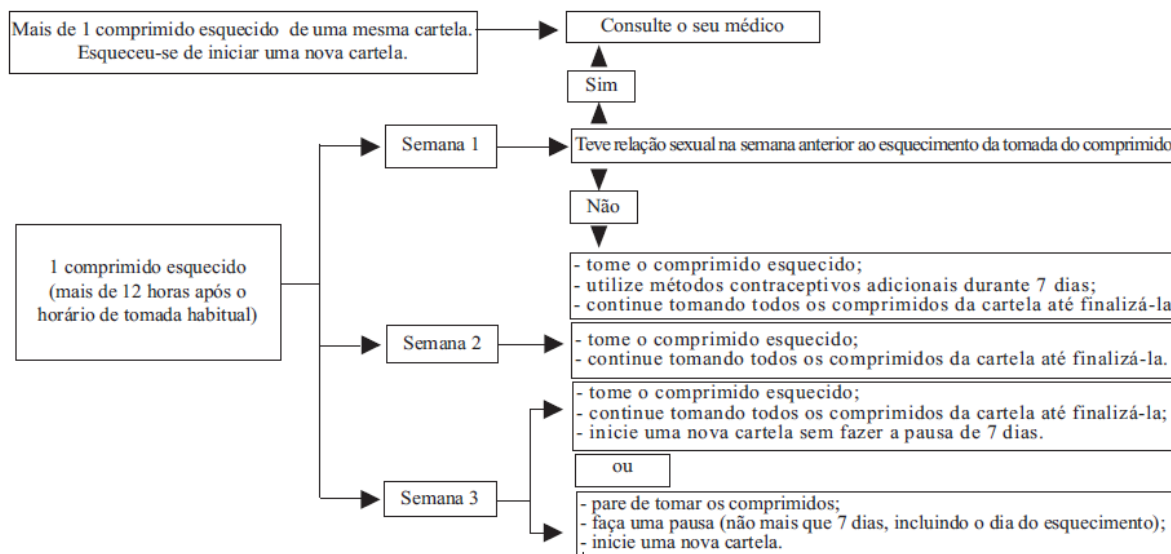 Mais de 1 comprimido esquecido de uma mesma cartela.
Esqueceu-se de iniciar uma nova cartela.
Consulte o seu médico
Sim
Semana 1
Teve relação sexual na semana anterior ao esquecimento da tomada do comprimido
Não
1 comprimido esquecido
(mais de 12 horas após o
horário de tomada habitual)
- tome o comprimido esquecido;
- utilize métodos contraceptivos adicionais durante 7 dias;
- continue tomando todos os comprimidos da cartela até finalizá-la
Semana 2
- tome o comprimido esquecido;
- continue tomando todos os comprimidos da cartela até finalizá-la.
- tome o comprimido esquecido;
- continue tomando todos os comprimidos da cartela até finalizá-la;
- inicie uma nova cartela sem fazer a pausa de 7 dias.
ou
Semana 3
- pare de tomar os comprimidos;
- faça uma pausa (não mais que 7 dias, incluindo o dia do esquecimento);
- inicie uma nova cartela.